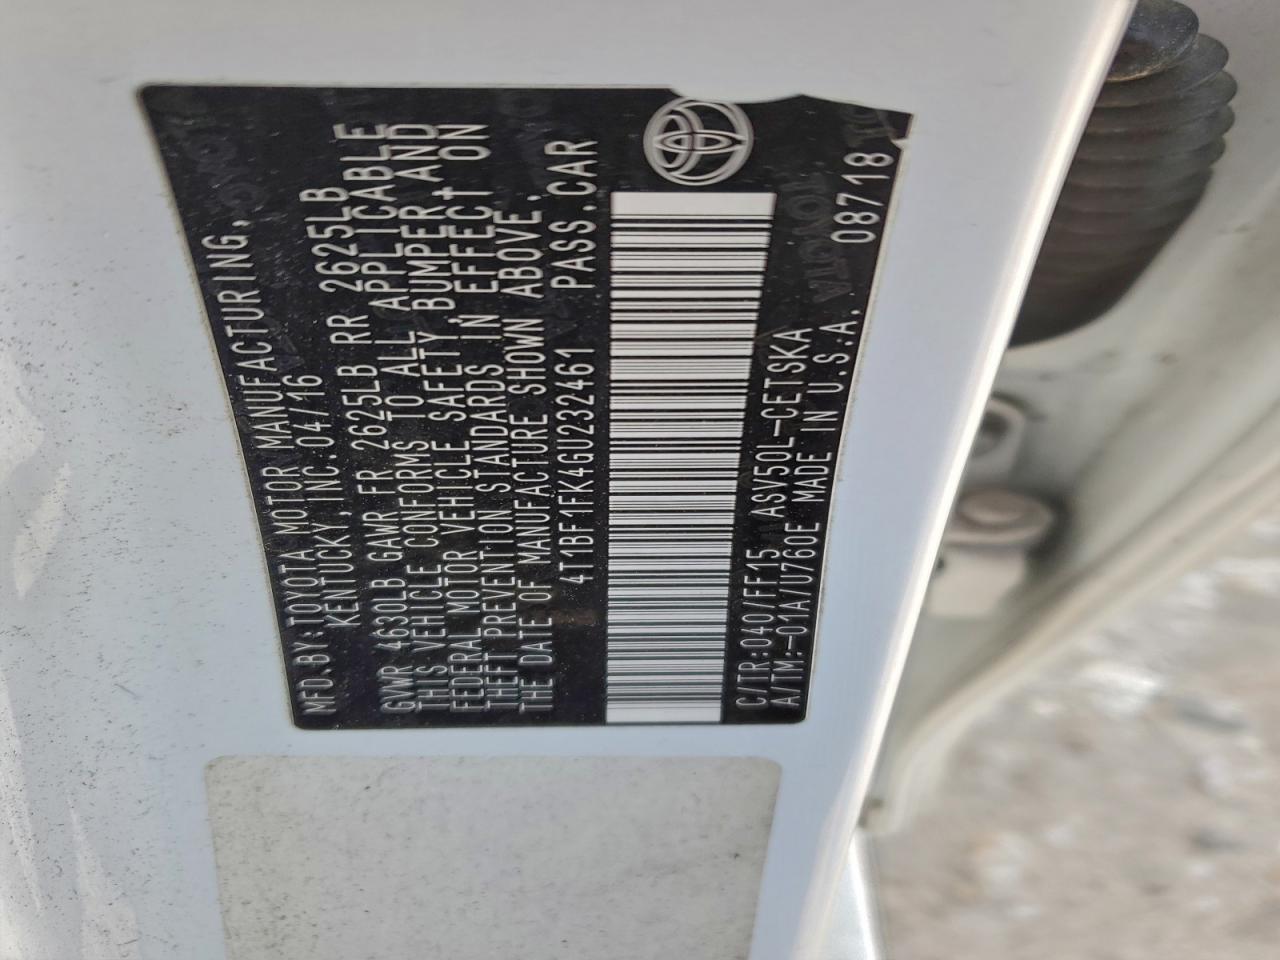 MFD.BY:TOYOTA MOTOR MANUFACTURING,
KENTUCKY,INC.04/16
GVWR 4630LB GAWR FR 2625LB RR 2625LB
THIS VEHICLE CONFORMS TO ALL APPLICABLE
FEDERAL MOTOR VEHICLE SAFETY BUMPER,AND
THEFT PREVENTION STANDARDS IN EFFECT ON
THE DATE OF MANUFACTURE SHOWN ABOVE.
4T1BF1FK4GU232461 PASS.CAR
C/TR:040/FF15 ASV50L-CETSKA
A/TM:-01A/U760E MADE IN U.S.A. 08718
TOYOTA